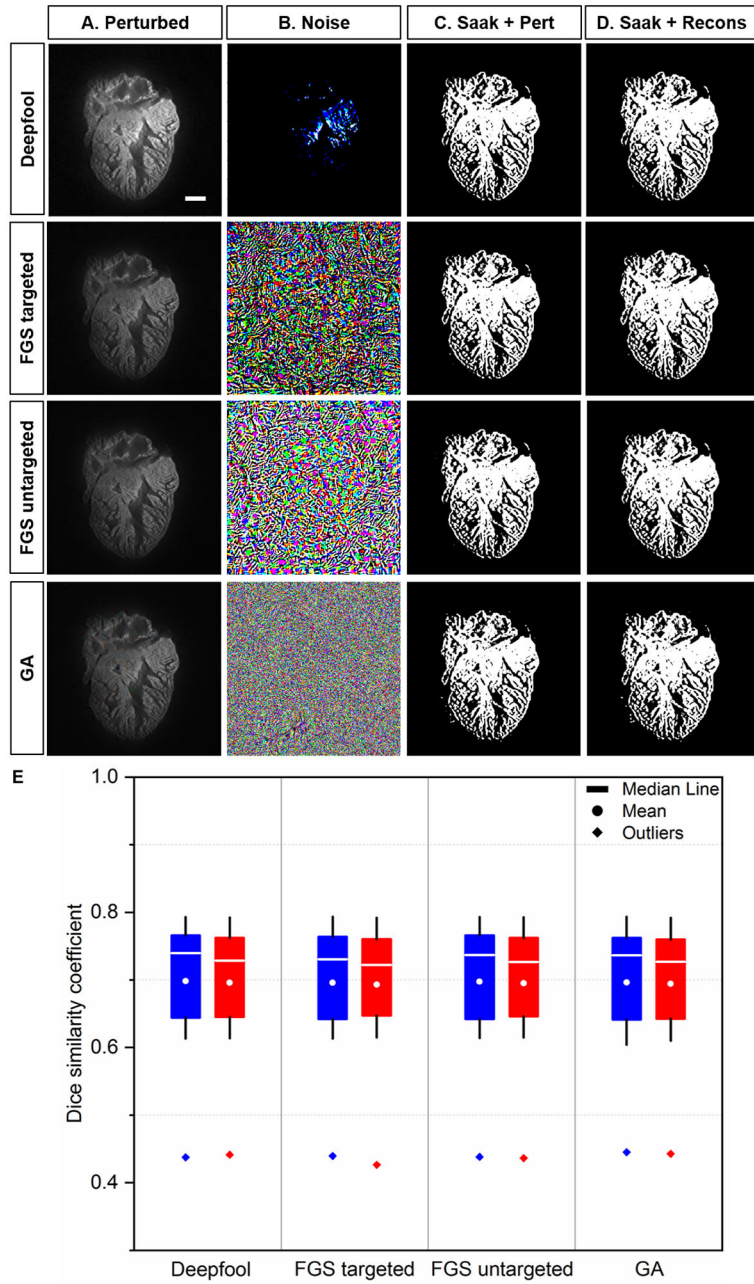 A. Perturbed
B. Noise
C. Saak + Pert
D. Saak + Recons
Deepfool
FGS targeted
FGS untargeted
GA
E
Median Line
Mean
Outliers
1.0
0.8
0.6
0.4
Dice similarity coefficient
Deepfool
FGS targeted
FGS untargeted
GA